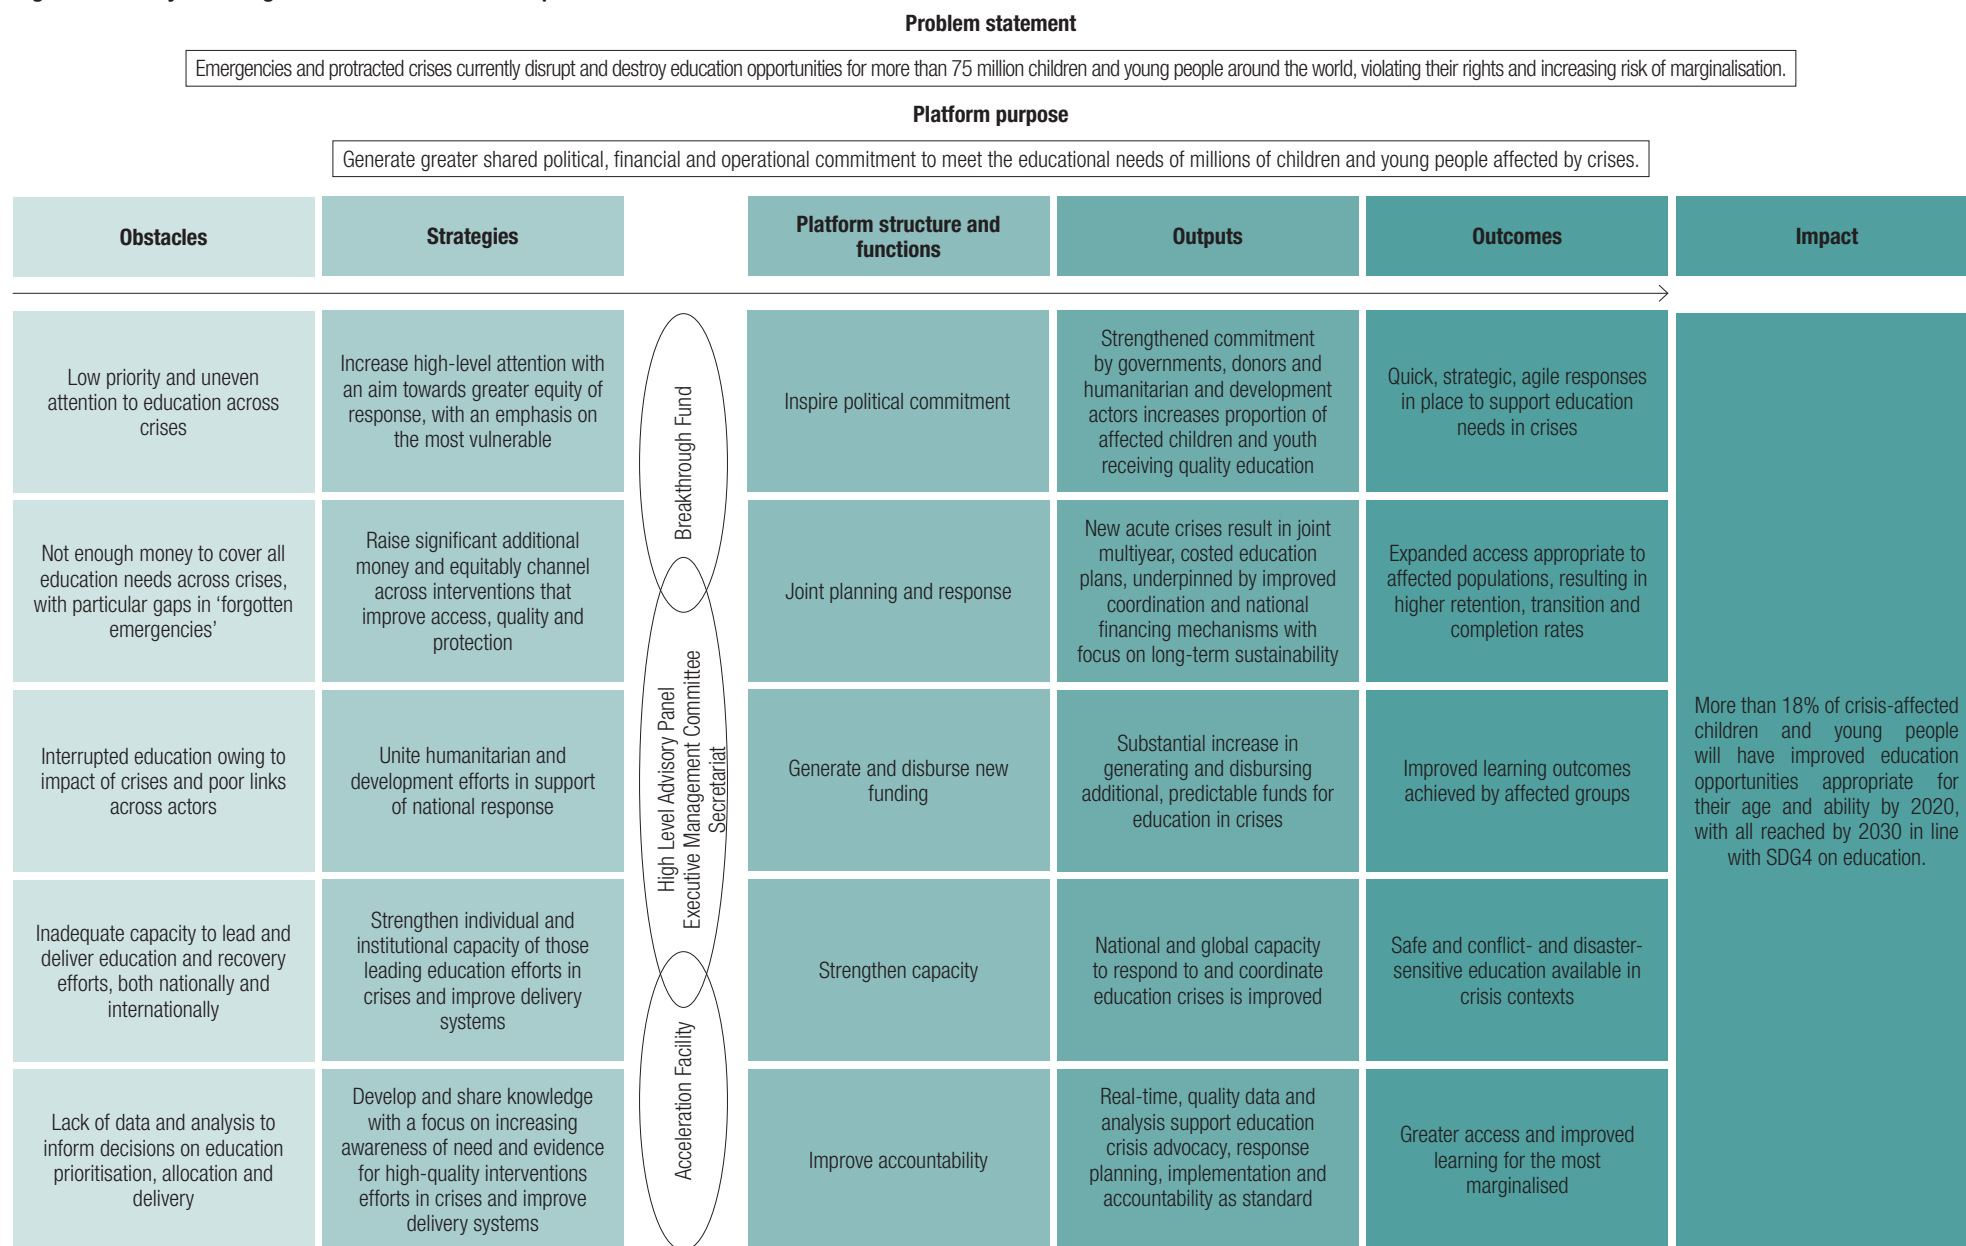 Problem statement
Emergencies and protracted crises currently disrupt and destroy education opportunities for more than 75 million children and young people around the world, violating their rights and increasing risk of marginalisation.
Platform purpose
Generate greater shared political, financial and operational commitment to meet the educational needs of millions of children and young people affected by crises.
Obstacles
Strategies
Platform structure and
functions
Outputs
Outcomes
Impact
Low priority and uneven
attention to education across
crises
Increase high-level attention with
an aim towards greater equity of
response, with an emphasis on
the most vulnerable
Inspire political commitment
Strengthened commitment
by governments, donors and
humanitarian and development
actors increases proportion of
affected children and youth
receiving quality education
Quick, strategic, agile responses
in place to support education
needs in crises
Not enough money to cover all
education needs across crises,
with particular gaps in ‘forgotten
emergencies’
Raise significant additional
money and equitably channel
across interventions that
improve access, quality and
protection
Joint planning and response
New acute crises result in joint
multiyear, costed education
plans, underpinned by improved
coordination and national
financing mechanisms with
focus on long-term sustainability
Expanded access appropriate to
affected populations, resulting in
higher retention, transition and
completion rates
Interrupted education owing to
impact of crises and poor links
across actors
Unite humanitarian and
development efforts in support
of national response
Generate and disburse new
funding
Substantial increase in
generating and disbursing
additional, predictable funds for
education in crises
Improved learning outcomes
achieved by affected groups
Inadequate capacity to lead and
deliver education and recovery
efforts, both nationally and
internationally
Strengthen individual and
institutional capacity of those
leading education efforts in
crises and improve delivery
systems
Strengthen capacity
National and global capacity
to respond to and coordinate
education crises is improved
Safe and conflict- and disaster-
sensitive education available in
crisis contexts
Lack of data and analysis to
inform decisions on education
prioritisation, allocation and
delivery
Develop and share knowledge
with a focus on increasing
awareness of need and evidence
for high-quality interventions
efforts in crises and improve
delivery systems
Improve accountability
Real-time, quality data and
analysis support education
crisis advocacy, response
planning, implementation and
accountability as standard
Greater access and improved
learning for the most
marginalised
Breakthrough Fund
High Level Advisory Panel
Executive Management Committee
Secretariat
Acceleration Facility
More than 18% of crisis-affected
children and young people
will have improved education
opportunities appropriate for
their age and ability by 2020,
with all reached by 2030 in line
with SDG4 on education.